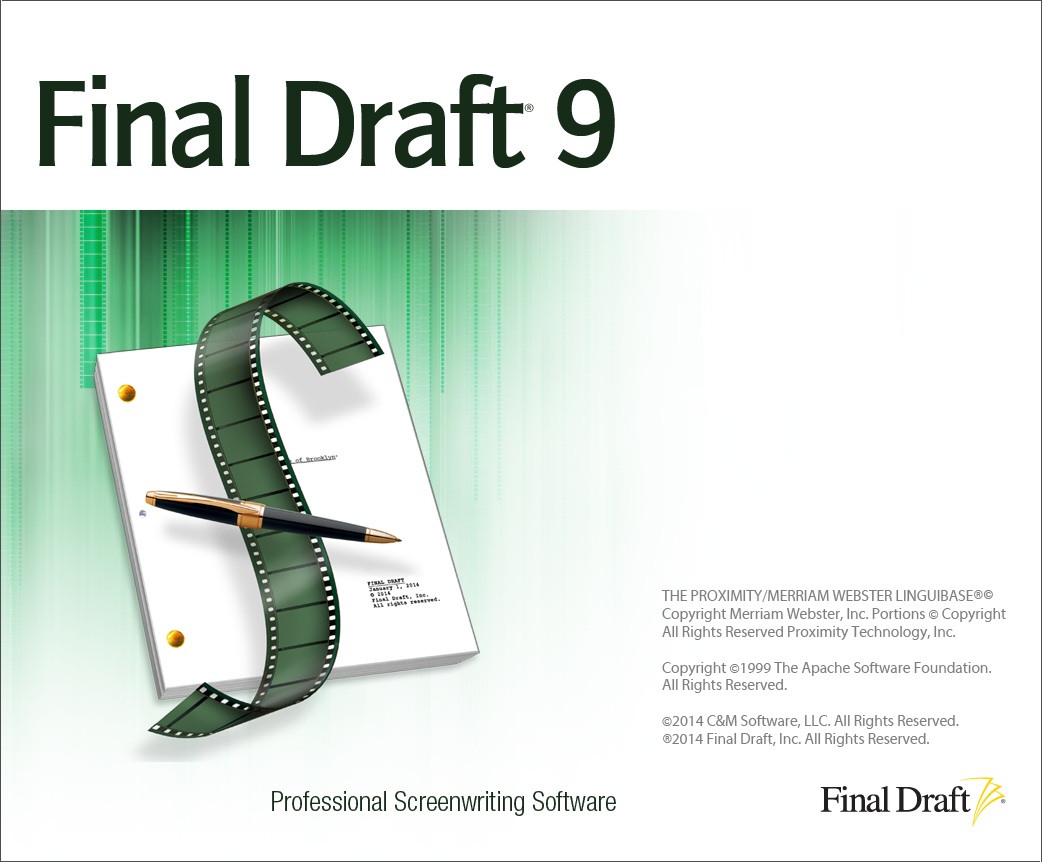 Final Draft® 9
of Brooklyn"
FINAL DRAFT
January 1, 2014
© 2014
Final Draft, Inc.
All rights reserved.
THE PROXIMITY/MERRIAM WEBSTER LINGUIBASE®©
Copyright Merriam Webster, Inc. Portions © Copyright
All Rights Reserved Proximity Technology, Inc.
Copyright ©1999 The Apache Software Foundation.
All Rights Reserved.
©2014 C&M Software, LLC. All Rights Reserved.
®2014 Final Draft, Inc. All Rights Reserved.
Professional Screenwriting Software
Final Draft®